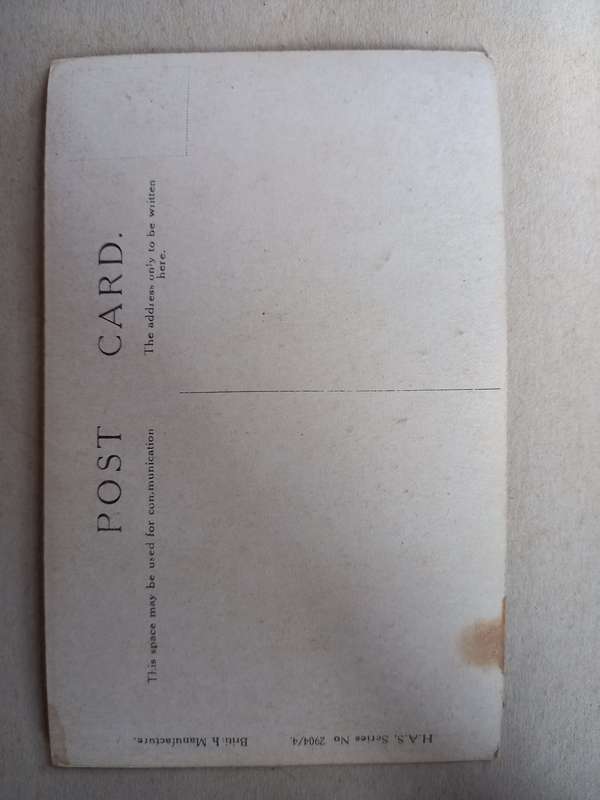 POST CARD.
This space may be used for communication
The address only to be written
here.
H.A.S. Series No 2904/4.
British Manufacture.